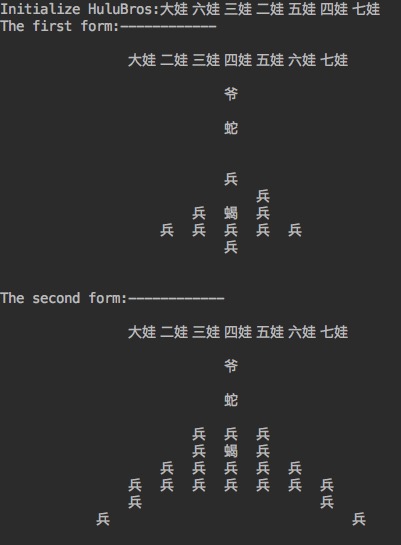 Initialize HuluBros:大娃 六娃 三娃 二娃 五娃 四娃 七娃
The first form:------------
大娃 二娃 三娃 四娃 五娃 六娃 七娃
爷
蛇
兵
兵
兵 蝎 兵
兵 兵 兵 兵 兵
兵
The second form:------------
大娃 二娃 三娃 四娃 五娃 六娃 七娃
爷
蛇
兵 兵 兵
兵 蝎 兵
兵 兵 兵 兵 兵
兵 兵 兵 兵 兵 兵 兵
兵 兵
兵 兵